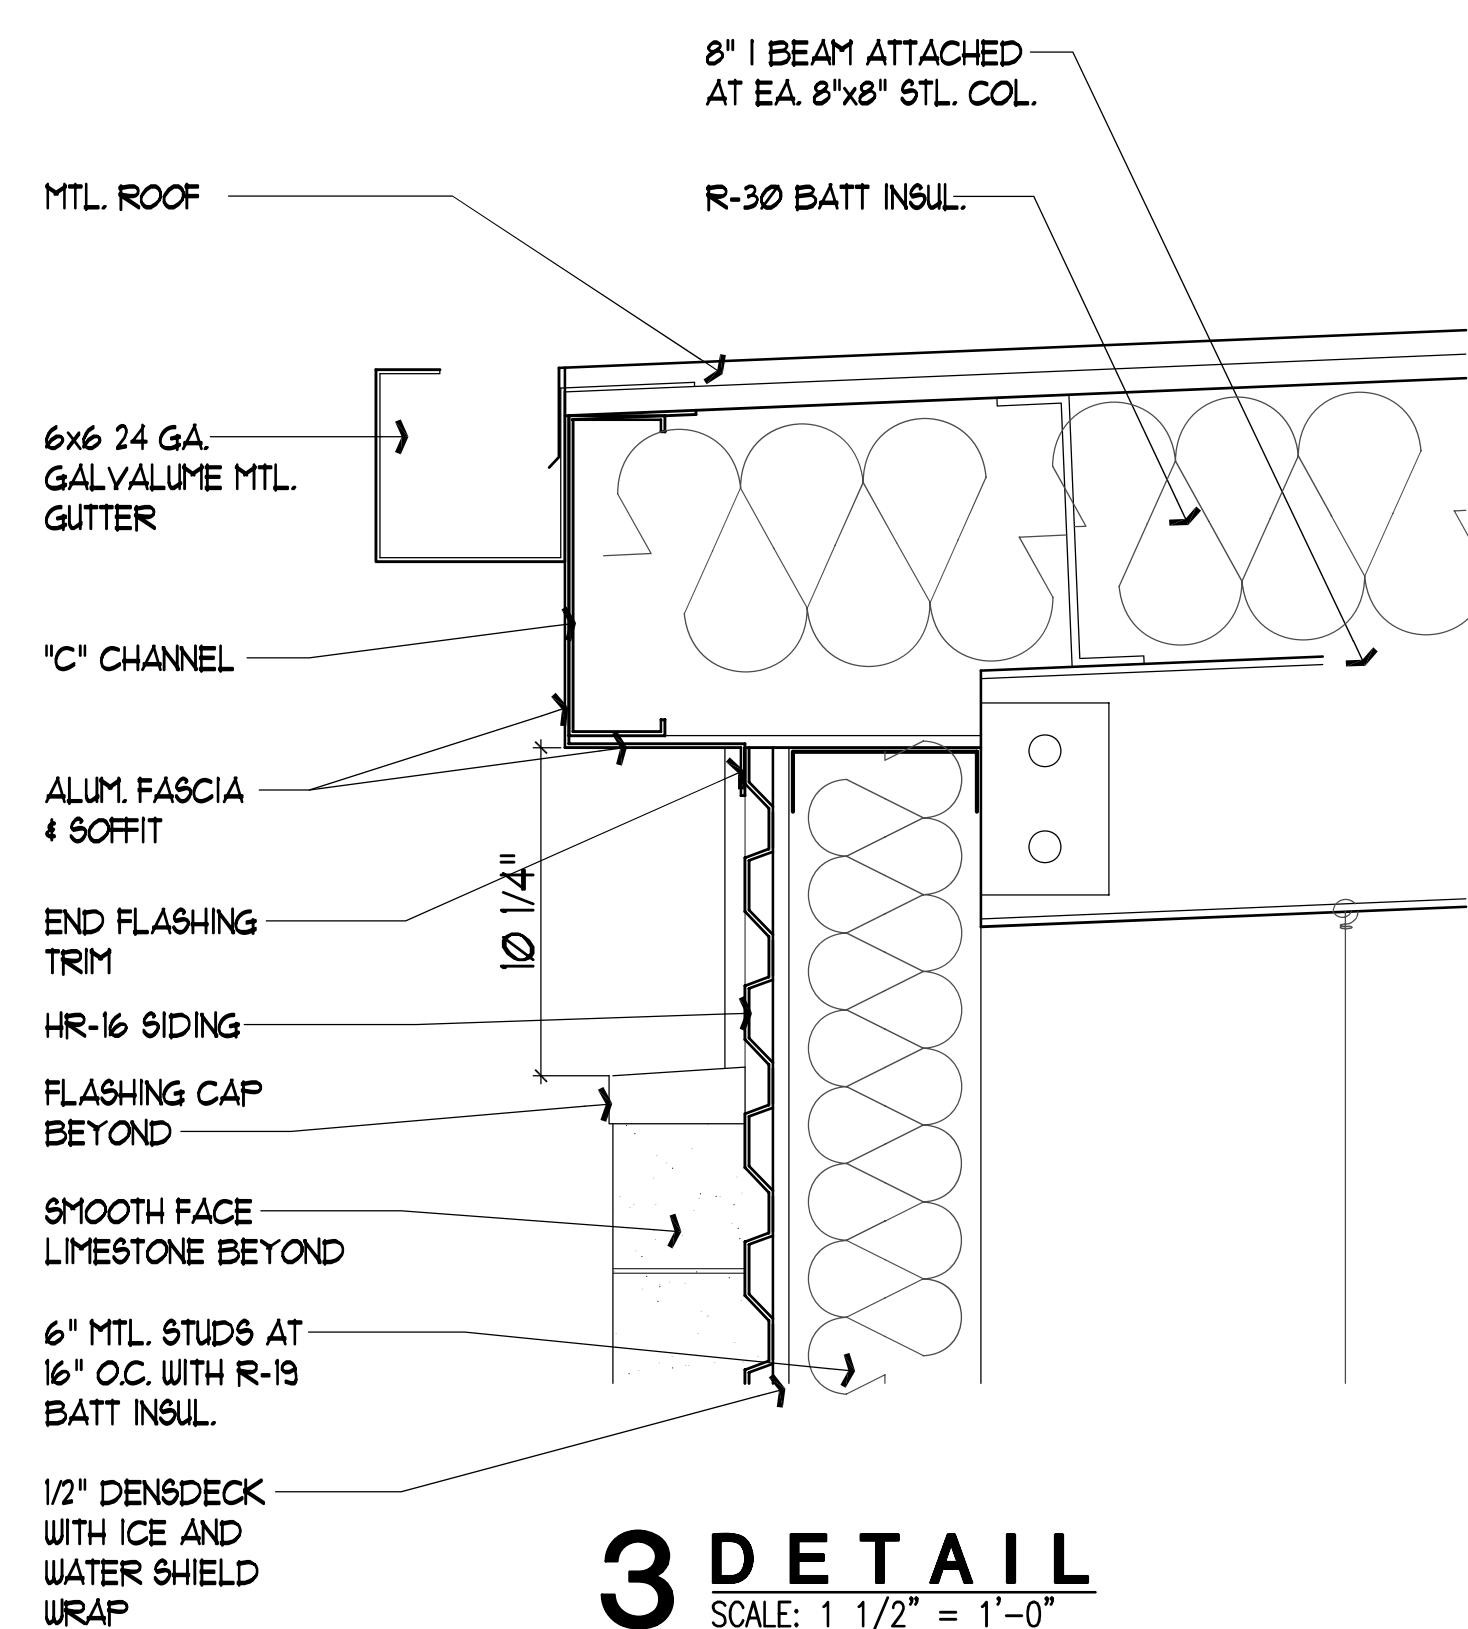 8" I BEAM ATTACHED
AT EA. 8"x8" STL. COL.
MTL. ROOF
R-30 BATT INSUL.
6x6 24 GA.
GALVALUME MTL.
GUTTER
"C" CHANNEL
ALUM. FASCIA
& SOFFIT
10 1/4"
END FLASHING
TRIM
HR-16 SIDING
FLASHING CAP
BEYOND
SMOOTH FACE
LIMESTONE BEYOND
6" MTL. STUDS AT
16" O.C. WITH R-19
BATT INSUL.
1/2" DENSDECK
WITH ICE AND
WATER SHIELD
WRAP
3 DETAIL
SCALE: 1 1/2" = 1'-0"